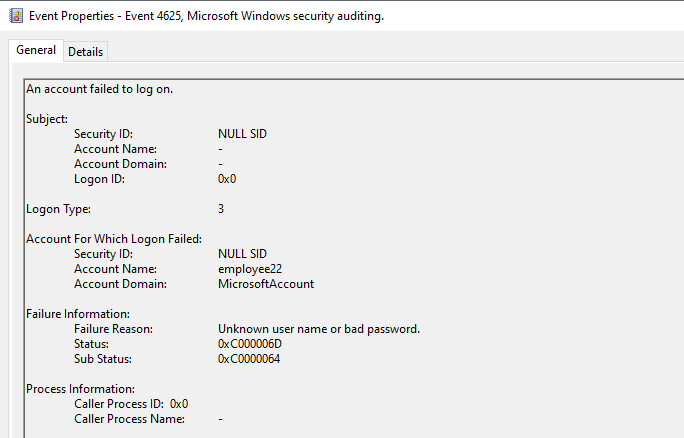 Event Properties - Event 4625, Microsoft Windows security auditing.
General Details
An account failed to log on.
Subject:
Security ID: NULL SID
Account Name: -
Account Domain: -
Logon ID: 0x0
Logon Type: 3
Account For Which Logon Failed:
Security ID: NULL SID
Account Name: employee22
Account Domain: MicrosoftAccount
Failure Information:
Failure Reason: Unknown user name or bad password.
Status: 0xC000006D
Sub Status: 0xC0000064
Process Information:
Caller Process ID: 0x0
Caller Process Name: -